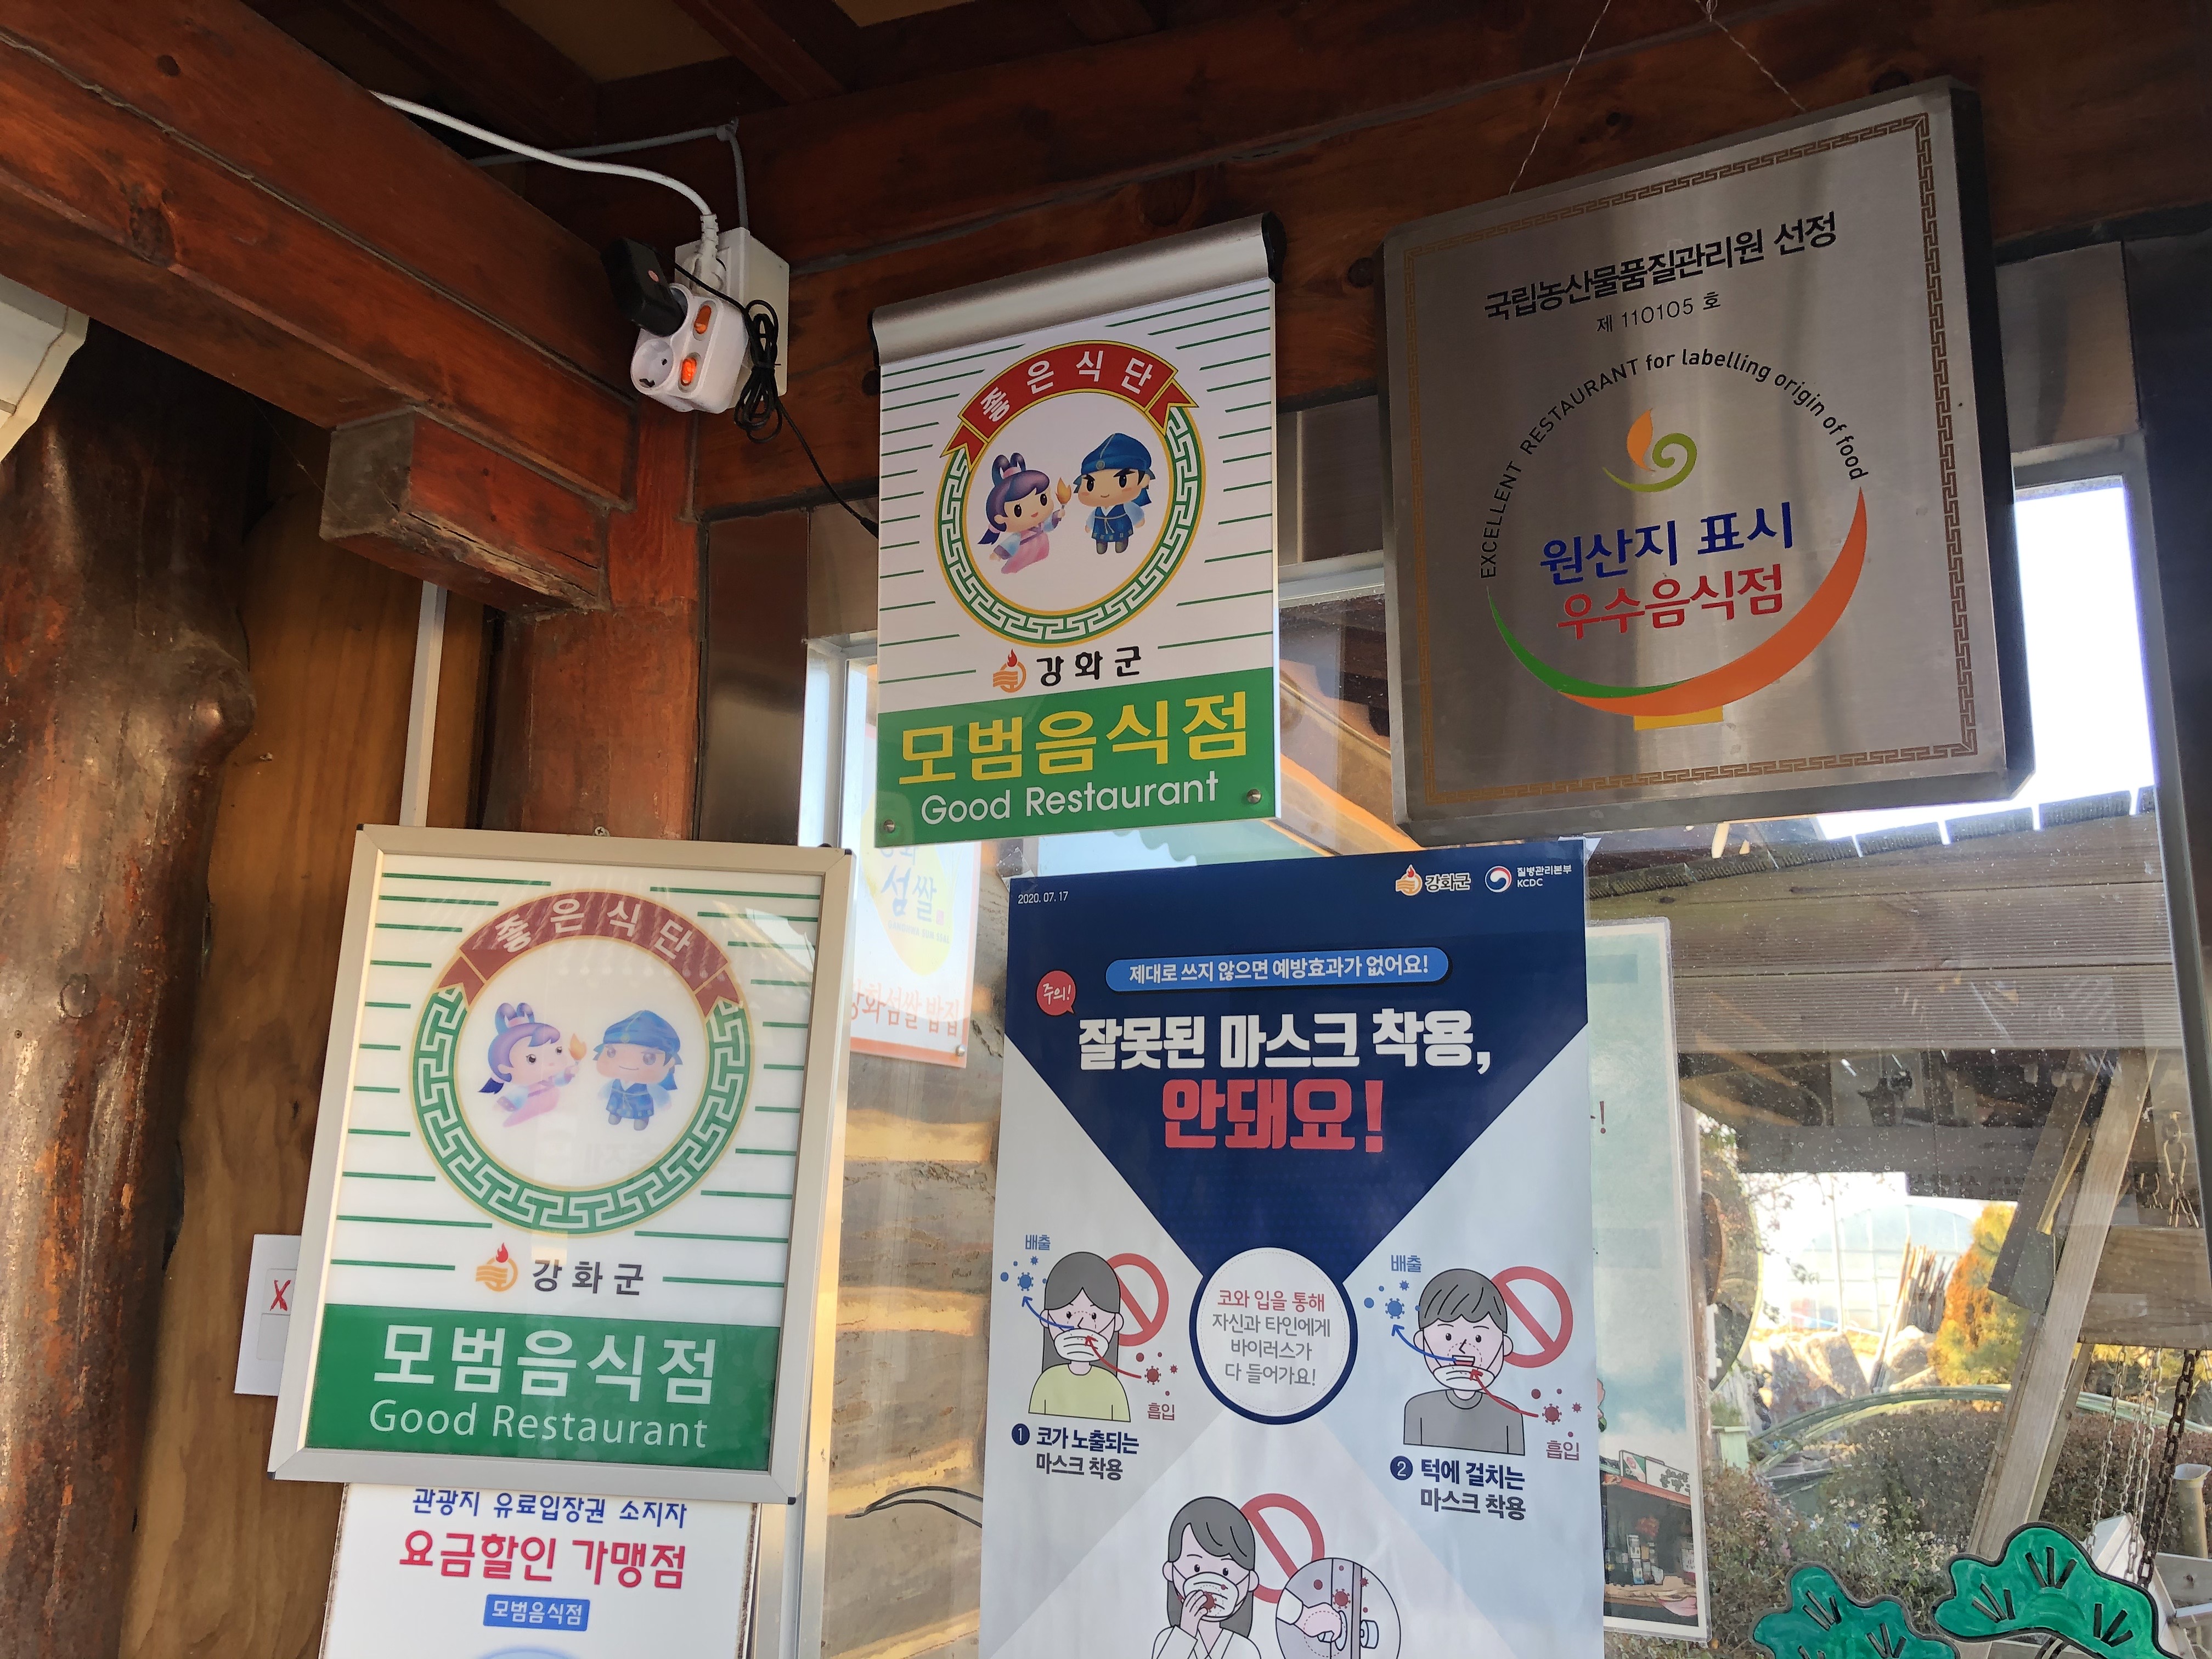 국립농산물품질관리원 선정
제 110105 호
EXCELLENT RESTAURANT for labelling origin of food
원산지 표시
우수음식점
좋은식단
강화군
모범음식점
Good Restaurant
좋은식단
강화군
모범음식점
Good Restaurant
관광지 유료입장권 소지자
요금할인 가맹점
모범음식점
섬쌀
강화섬쌀 밥집
2020. 07. 17
강화군
질병관리본부
KCDC
제대로 쓰지 않으면 예방효과가 없어요!
주의!
잘못된 마스크 착용,
안돼요!
배출
흡입
1 코가 노출되는
마스크 착용
코와 입을 통해
자신과 타인에게
바이러스가
다 들어가요!
배출
흡입
2 턱에 걸치는
마스크 착용